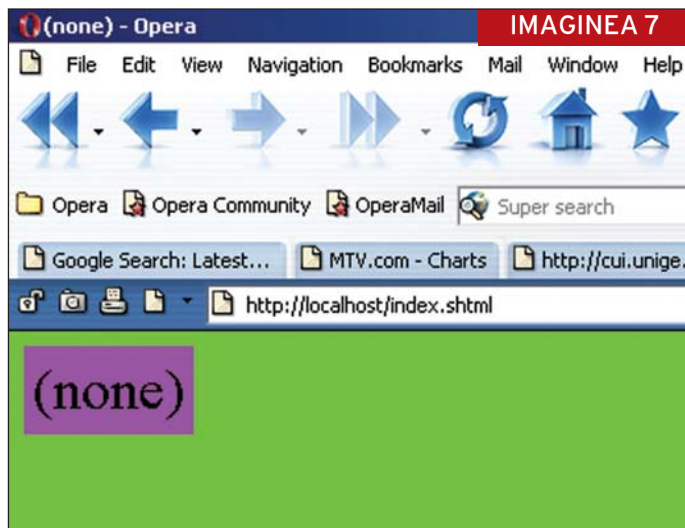 (none) - Opera
IMAGINEA 7
File Edit View Navigation Bookmarks Mail Window Help
Opera Opera Community OperaMail Super search
Google Search: Latest... MTV.com - Charts http://cui.unige.
http://localhost/index.shtml
(none)